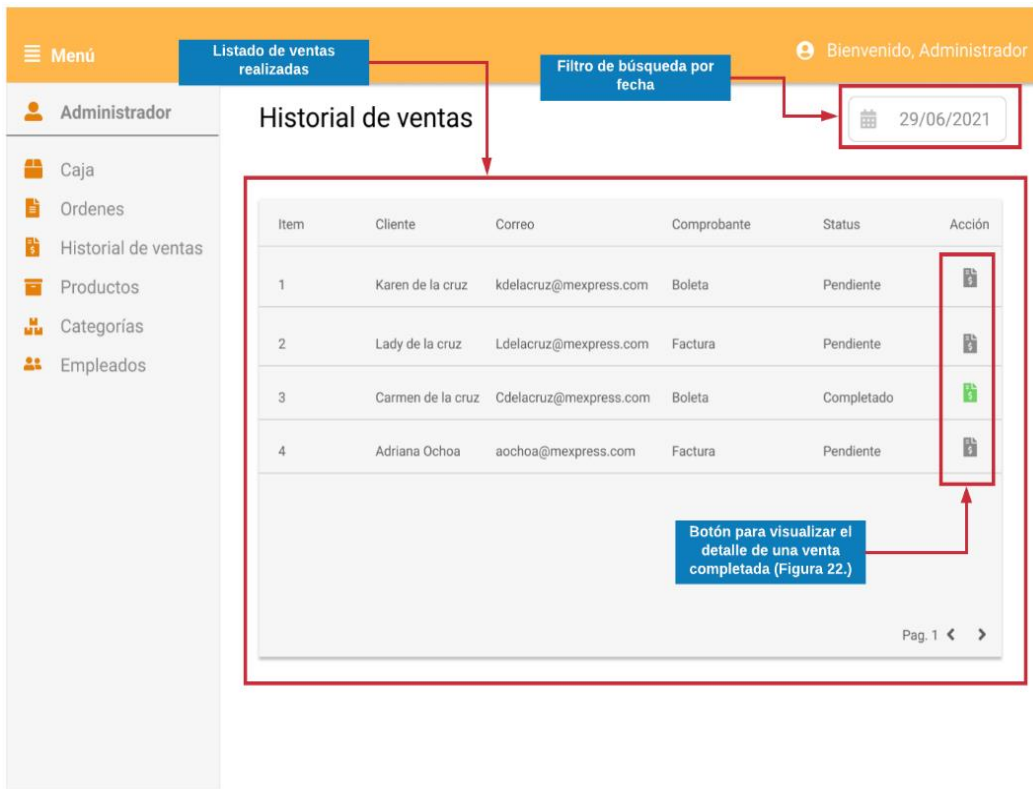 Menú
Listado de ventas
realizadas
Filtro de búsqueda por
fecha
Bienvenido, Administrador
Administrador
Historial de ventas
29/06/2021
Caja
Ordenes
Historial de ventas
Productos
Categorías
Empleados
Item Cliente Correo Comprobante Status Acción
1 Karen de la cruz kdelacruz@mexpress.com Boleta Pendiente
2 Lady de la cruz Ldelacruz@mexpress.com Factura Pendiente
3 Carmen de la cruz Cdelacruz@mexpress.com Boleta Completado
4 Adriana Ochoa aochoa@mexpress.com Factura Pendiente
Botón para visualizar el
detalle de una venta
completada (Figura 22.)
Pag. 1